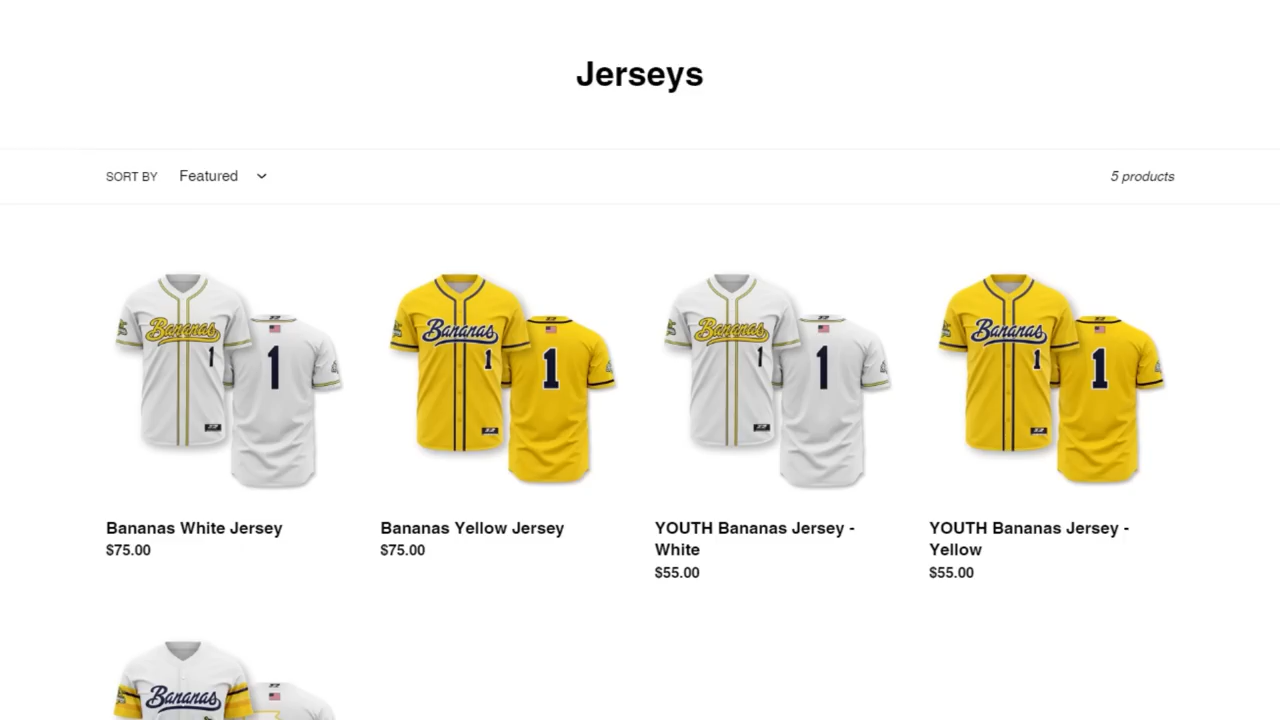 Jerseys
SORT BY Featured
5 products
Bananas
1
1
Bananas
1
1
Bananas
1
1
Bananas
1
1
Bananas White Jersey
$75.00
Bananas Yellow Jersey
$75.00
YOUTH Bananas Jersey -
White
$55.00
YOUTH Bananas Jersey -
Yellow
$55.00
Bananas